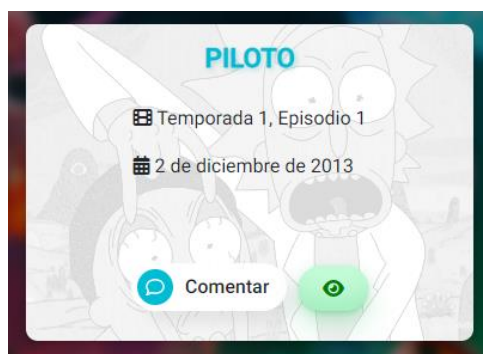 PILOTO
Temporada 1, Episodio 1
2 de diciembre de 2013
Comentar